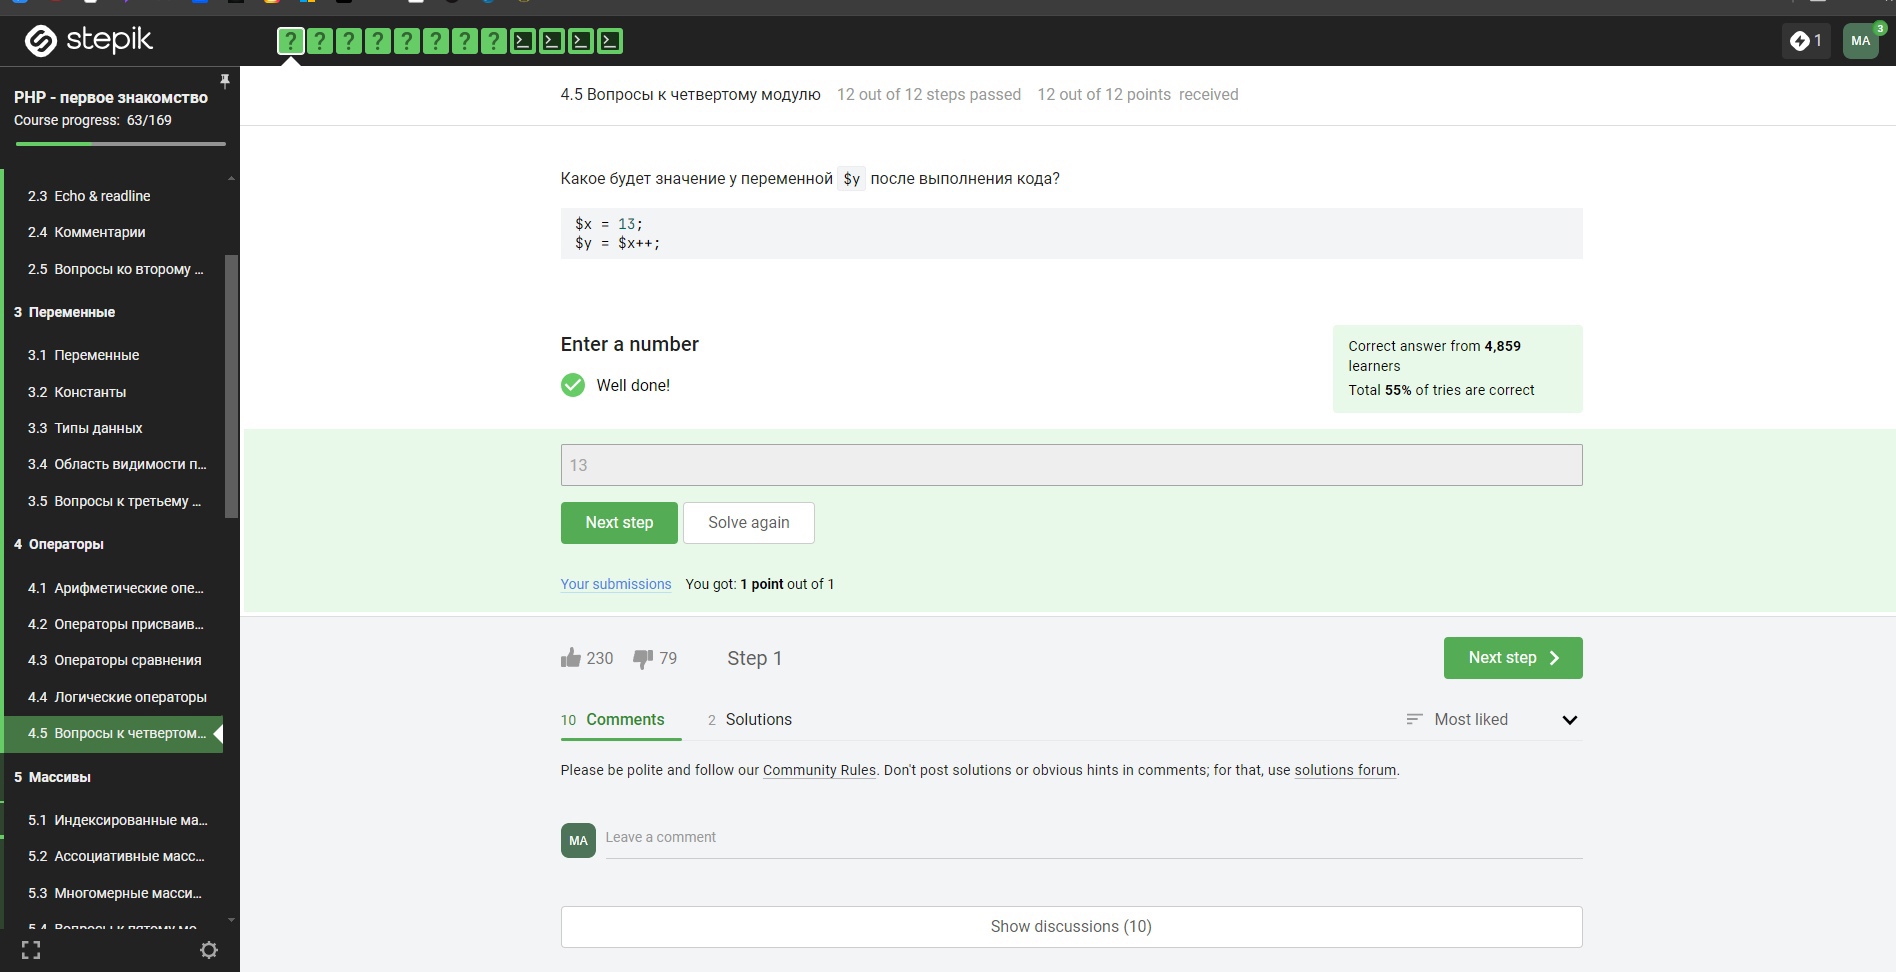 stepik
1
MA
3
PHP - первое знакомство
Course progress: 63/169
2.3 Echo & readline
2.4 Комментарии
2.5 Вопросы ко второму ...
3 Переменные
3.1 Переменные
3.2 Константы
3.3 Типы данных
3.4 Область видимости п...
3.5 Вопросы к третьему ...
4 Операторы
4.1 Арифметические опе...
4.2 Операторы присваив...
4.3 Операторы сравнения
4.4 Логические операторы
4.5 Вопросы к четвертом...
5 Массивы
5.1 Индексированные ма...
5.2 Ассоциативные масс...
5.3 Многомерные масси...
5.4 Вопросы к пятому мо...
4.5 Вопросы к четвертому модулю 12 out of 12 steps passed 12 out of 12 points received
Какое будет значение у переменной $y после выполнения кода?
$x = 13;
$y = $x++;
Enter a number
Well done!
Correct answer from 4,859
learners
Total 55% of tries are correct
13
Next step
Solve again
Your submissions You got: 1 point out of 1
230
79
Step 1
Next step
10 Comments
2 Solutions
Most liked
Please be polite and follow our Community Rules. Don't post solutions or obvious hints in comments; for that, use solutions forum.
MA
Leave a comment
Show discussions (10)